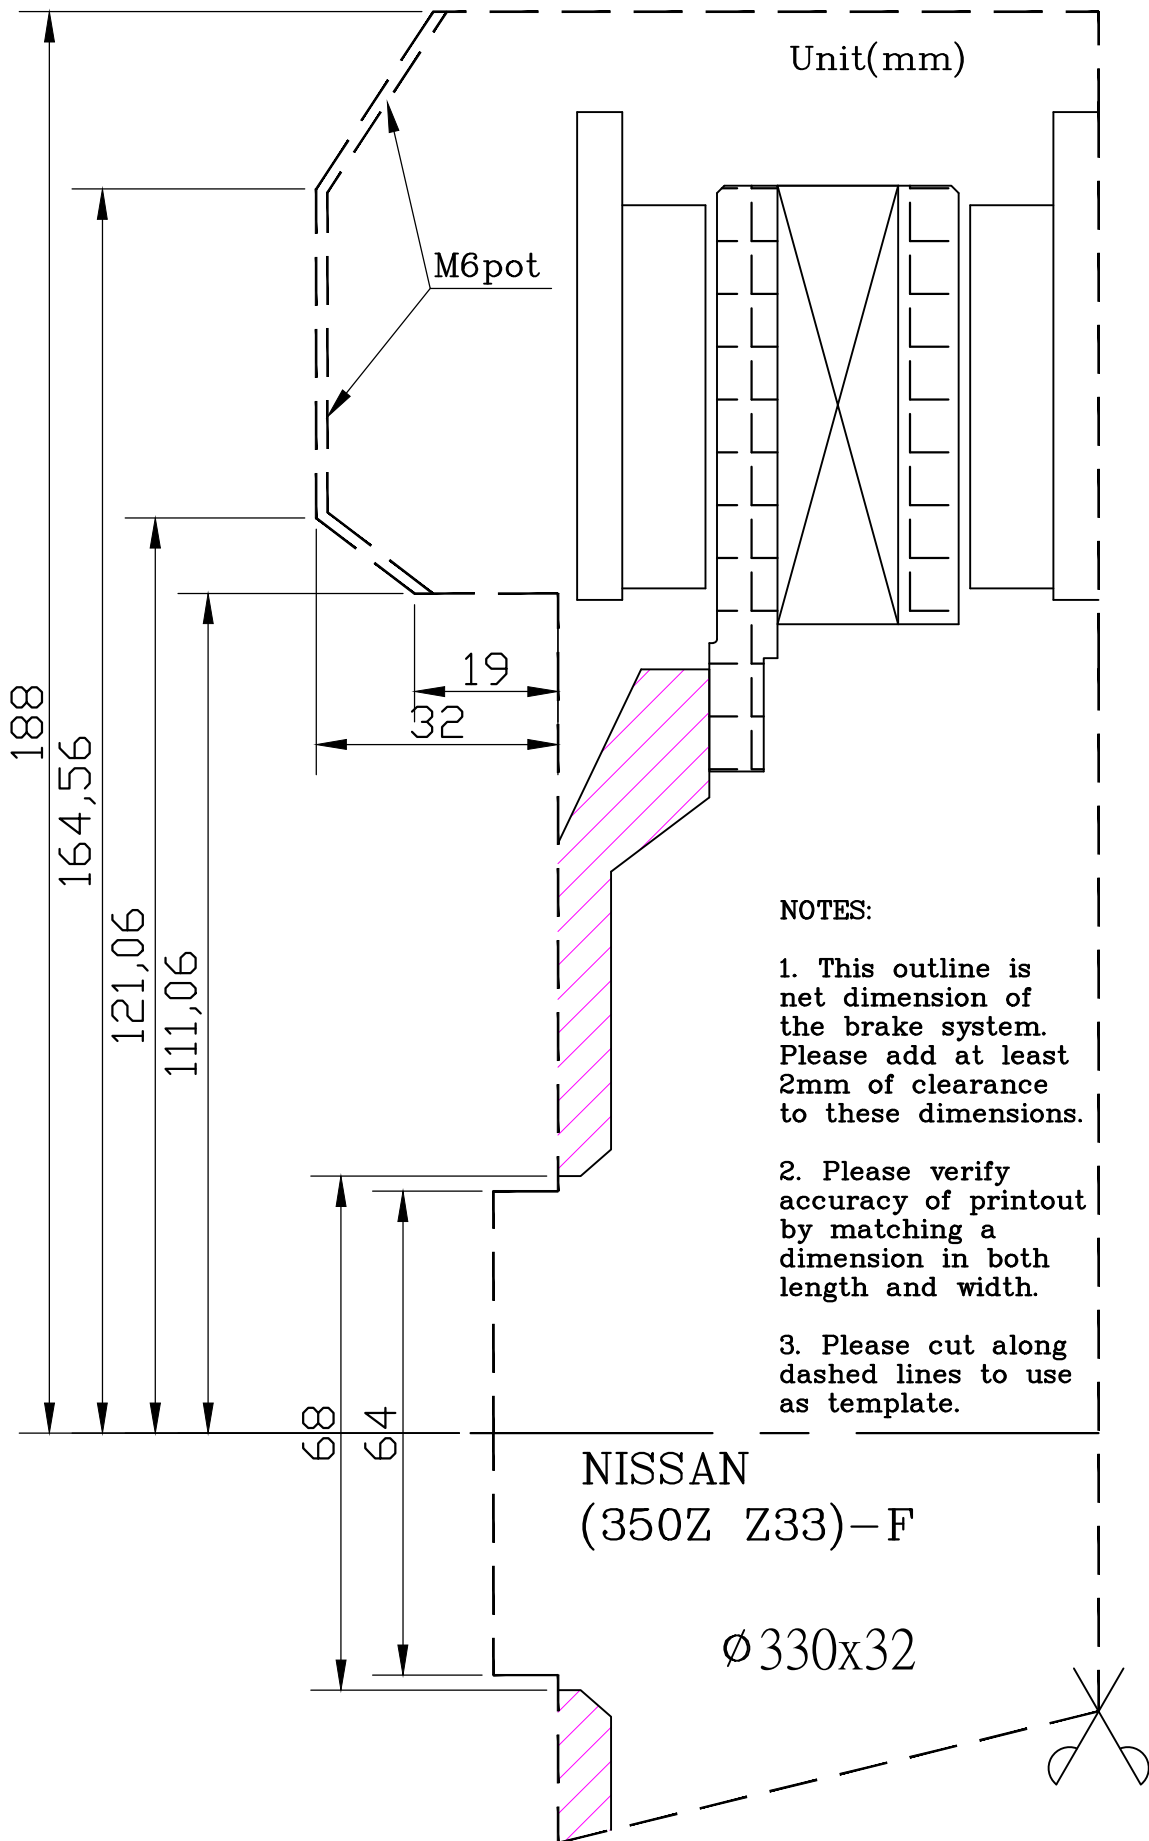 Unit(mm)
M6pot
19
32
188
164,56
121,06
111,06
NOTES:
1. This outline is
net dimension of
the brake system.
Please add at least
2mm of clearance
to these dimensions.
2. Please verify
accuracy of printout
by matching a
dimension in both
length and width.
3. Please cut along
dashed lines to use
as template.
68
64
NISSAN
(350Z Z33)-F
Ø330x32